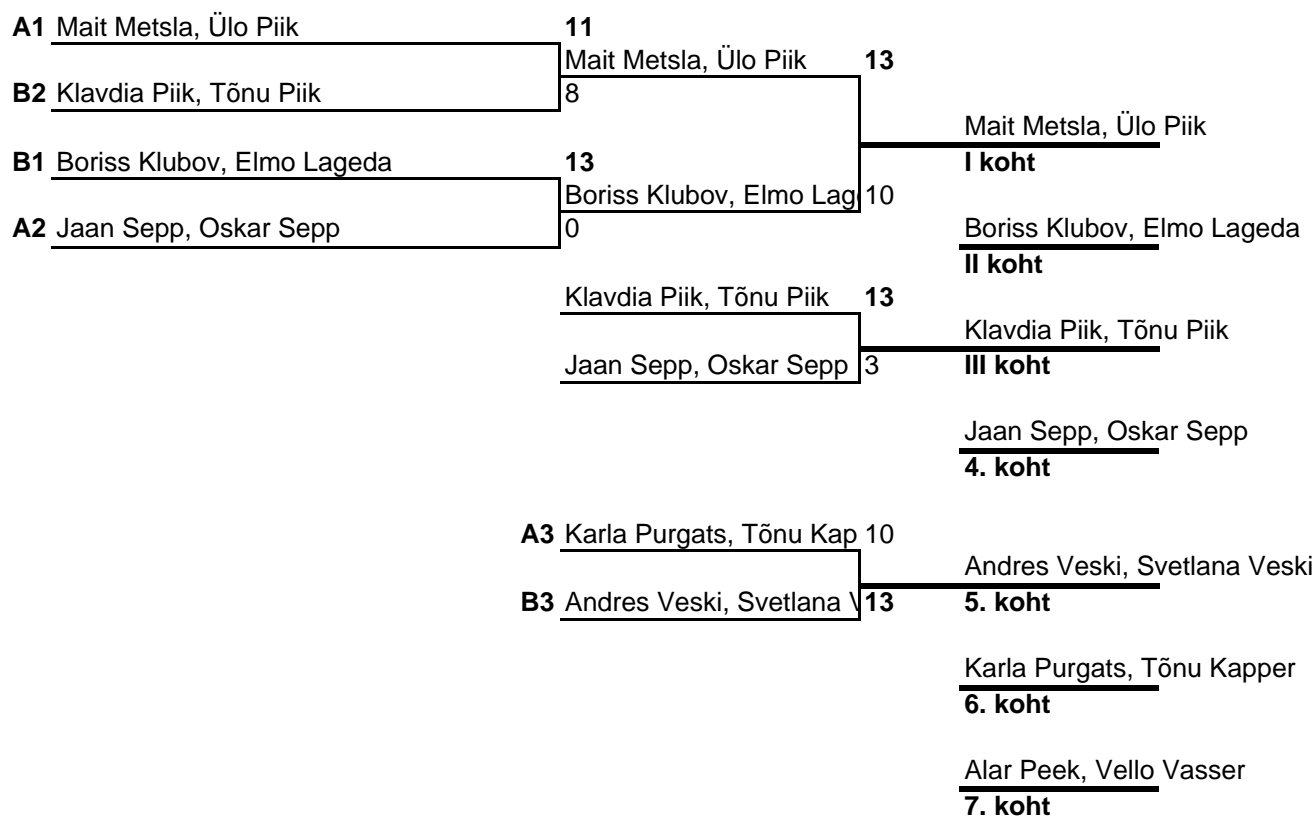 A1 Mait Metsla, Ülo Piik 11
Mait Metsla, Ülo Piik 13
B2 Klavdia Piik, Tõnu Piik 8
Mait Metsla, Ülo Piik
B1 Boriss Klubov, Elmo Lageda 13
I koht
Boriss Klubov, Elmo Lag 10
A2 Jaan Sepp, Oskar Sepp 0
Boriss Klubov, Elmo Lageda
II koht
Klavdia Piik, Tõnu Piik 13
Klavdia Piik, Tõnu Piik
Jaan Sepp, Oskar Sepp 3
III koht
Jaan Sepp, Oskar Sepp
4. koht
A3 Karla Purgats, Tõnu Kap 10
Andres Veski, Svetlana Veski
B3 Andres Veski, Svetlana 13
5. koht
Karla Purgats, Tõnu Kapper
6. koht
Alar Peek, Vello Vasser
7. koht